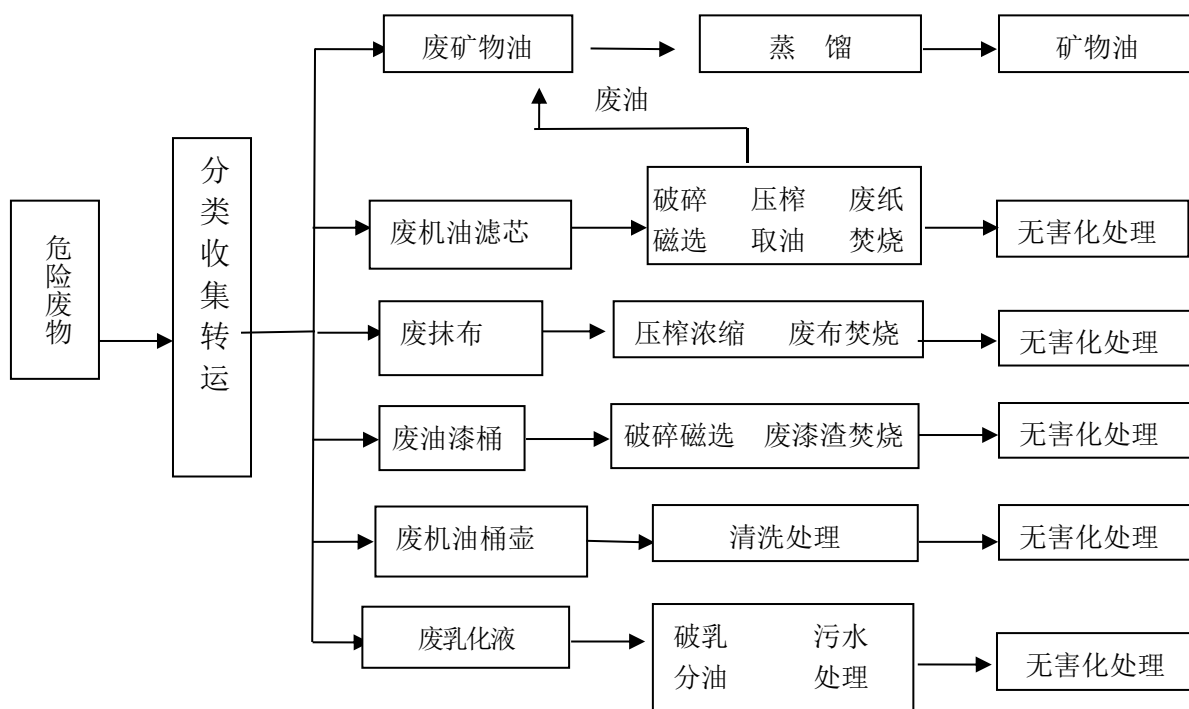 危险废物
分类收集转运
废矿物油
蒸 馏
矿物油
废油
废机油滤芯
破碎 压榨 废纸
磁选 取油 焚烧
无害化处理
废抹布
压榨浓缩 废布焚烧
无害化处理
废油漆桶
破碎磁选 废漆渣焚烧
无害化处理
废机油桶壶
清洗处理
无害化处理
废乳化液
破乳 污水
分油 处理
无害化处理